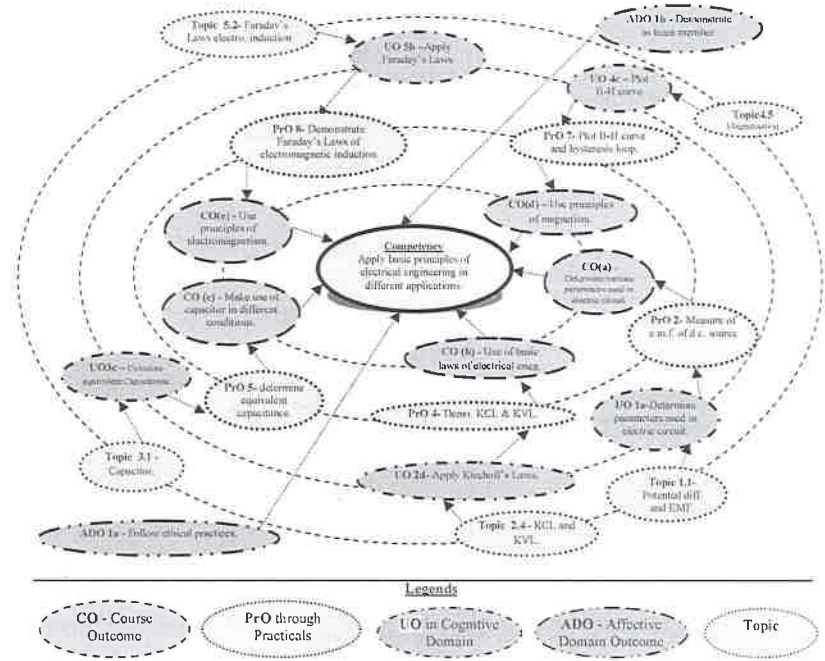 Topic 5.2- Faraday's
Laws electro. induction
UO 5b -Apply
Faraday's Laws
ADO 1b - Demonstrate
as team member
UO 4c - Plot
B-H curve
Topic4.5
PrO 8- Demonstrate
Faraday's Laws of
electromagnetic induction
PrO 7- Plot B-H curve
and hysteresis loop.
CO(e) - Use
principles of
electromagnetism.
CO(d) - Use principles
of magnetism.
Competency
Apply basic principles of
electrical engineering in
different applications
CO(a) -
Determine various
parameters used in
electric circuit.
CO (c) - Make use of
capacitor in different
conditions.
PrO 2- Measure of
e.m.f. of d.c. source
CO (b) - Use of basic
laws of electrical engg.
UO3c -
equivalent Capacitance.
PrO 5- determine
equivalent
capacitance.
PrO 4- Demo. KCL & KVL.
UO 1a-Determine
parameters used in
electric circuit.
Topic 3.1 -
Capacitor.
UO 2d- Apply Kirchoff's Laws.
Topic 1.1-
Potential diff
and EMF.
ADO 1a - Follow ethical practices.
Topic 2.4- KCL and
KVL.
Legends
CO - Course
Outcome
PrO through
Practicals
UO in Cogntive
Domain
ADO - Affective
Domain Outcome
Topic